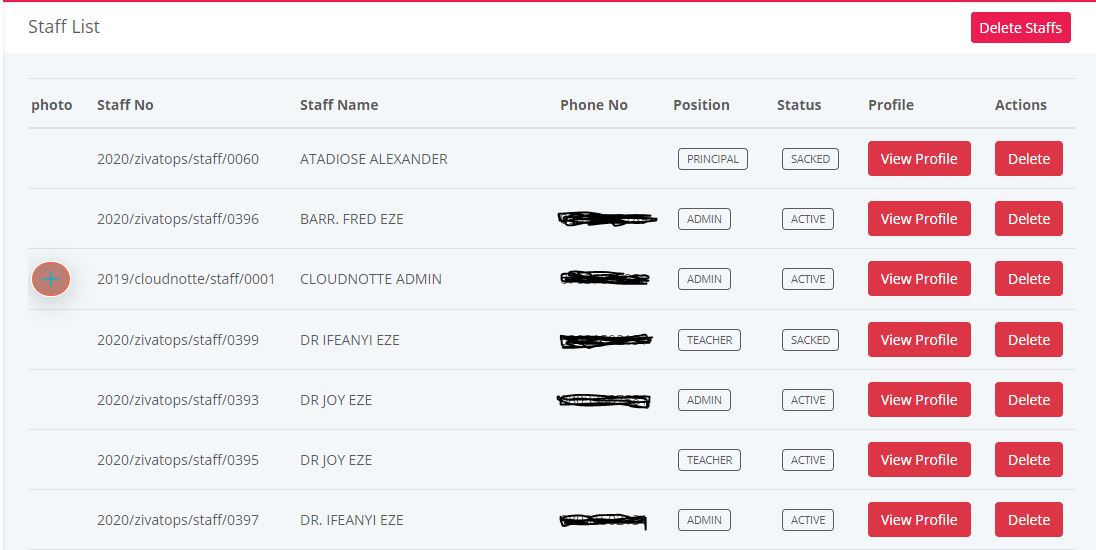 Staff List Delete Staffs
photo Staff No Staff Name Phone No Position Status Profile Actions
2020/zivatops/staff/0060 ATADIOSE ALEXANDER PRINCIPAL SACKED View Profile Delete
2020/zivatops/staff/0396 BARR. FRED EZE ADMIN ACTIVE View Profile Delete
2019/cloudnotte/staff/0001 CLOUDNOTTE ADMIN ADMIN ACTIVE View Profile Delete
2020/zivatops/staff/0399 DR IFEANYI EZE TEACHER SACKED View Profile Delete
2020/zivatops/staff/0393 DR JOY EZE ADMIN ACTIVE View Profile Delete
2020/zivatops/staff/0395 DR JOY EZE TEACHER ACTIVE View Profile Delete
2020/zivatops/staff/0397 DR. IFEANYI EZE ADMIN ACTIVE View Profile Delete